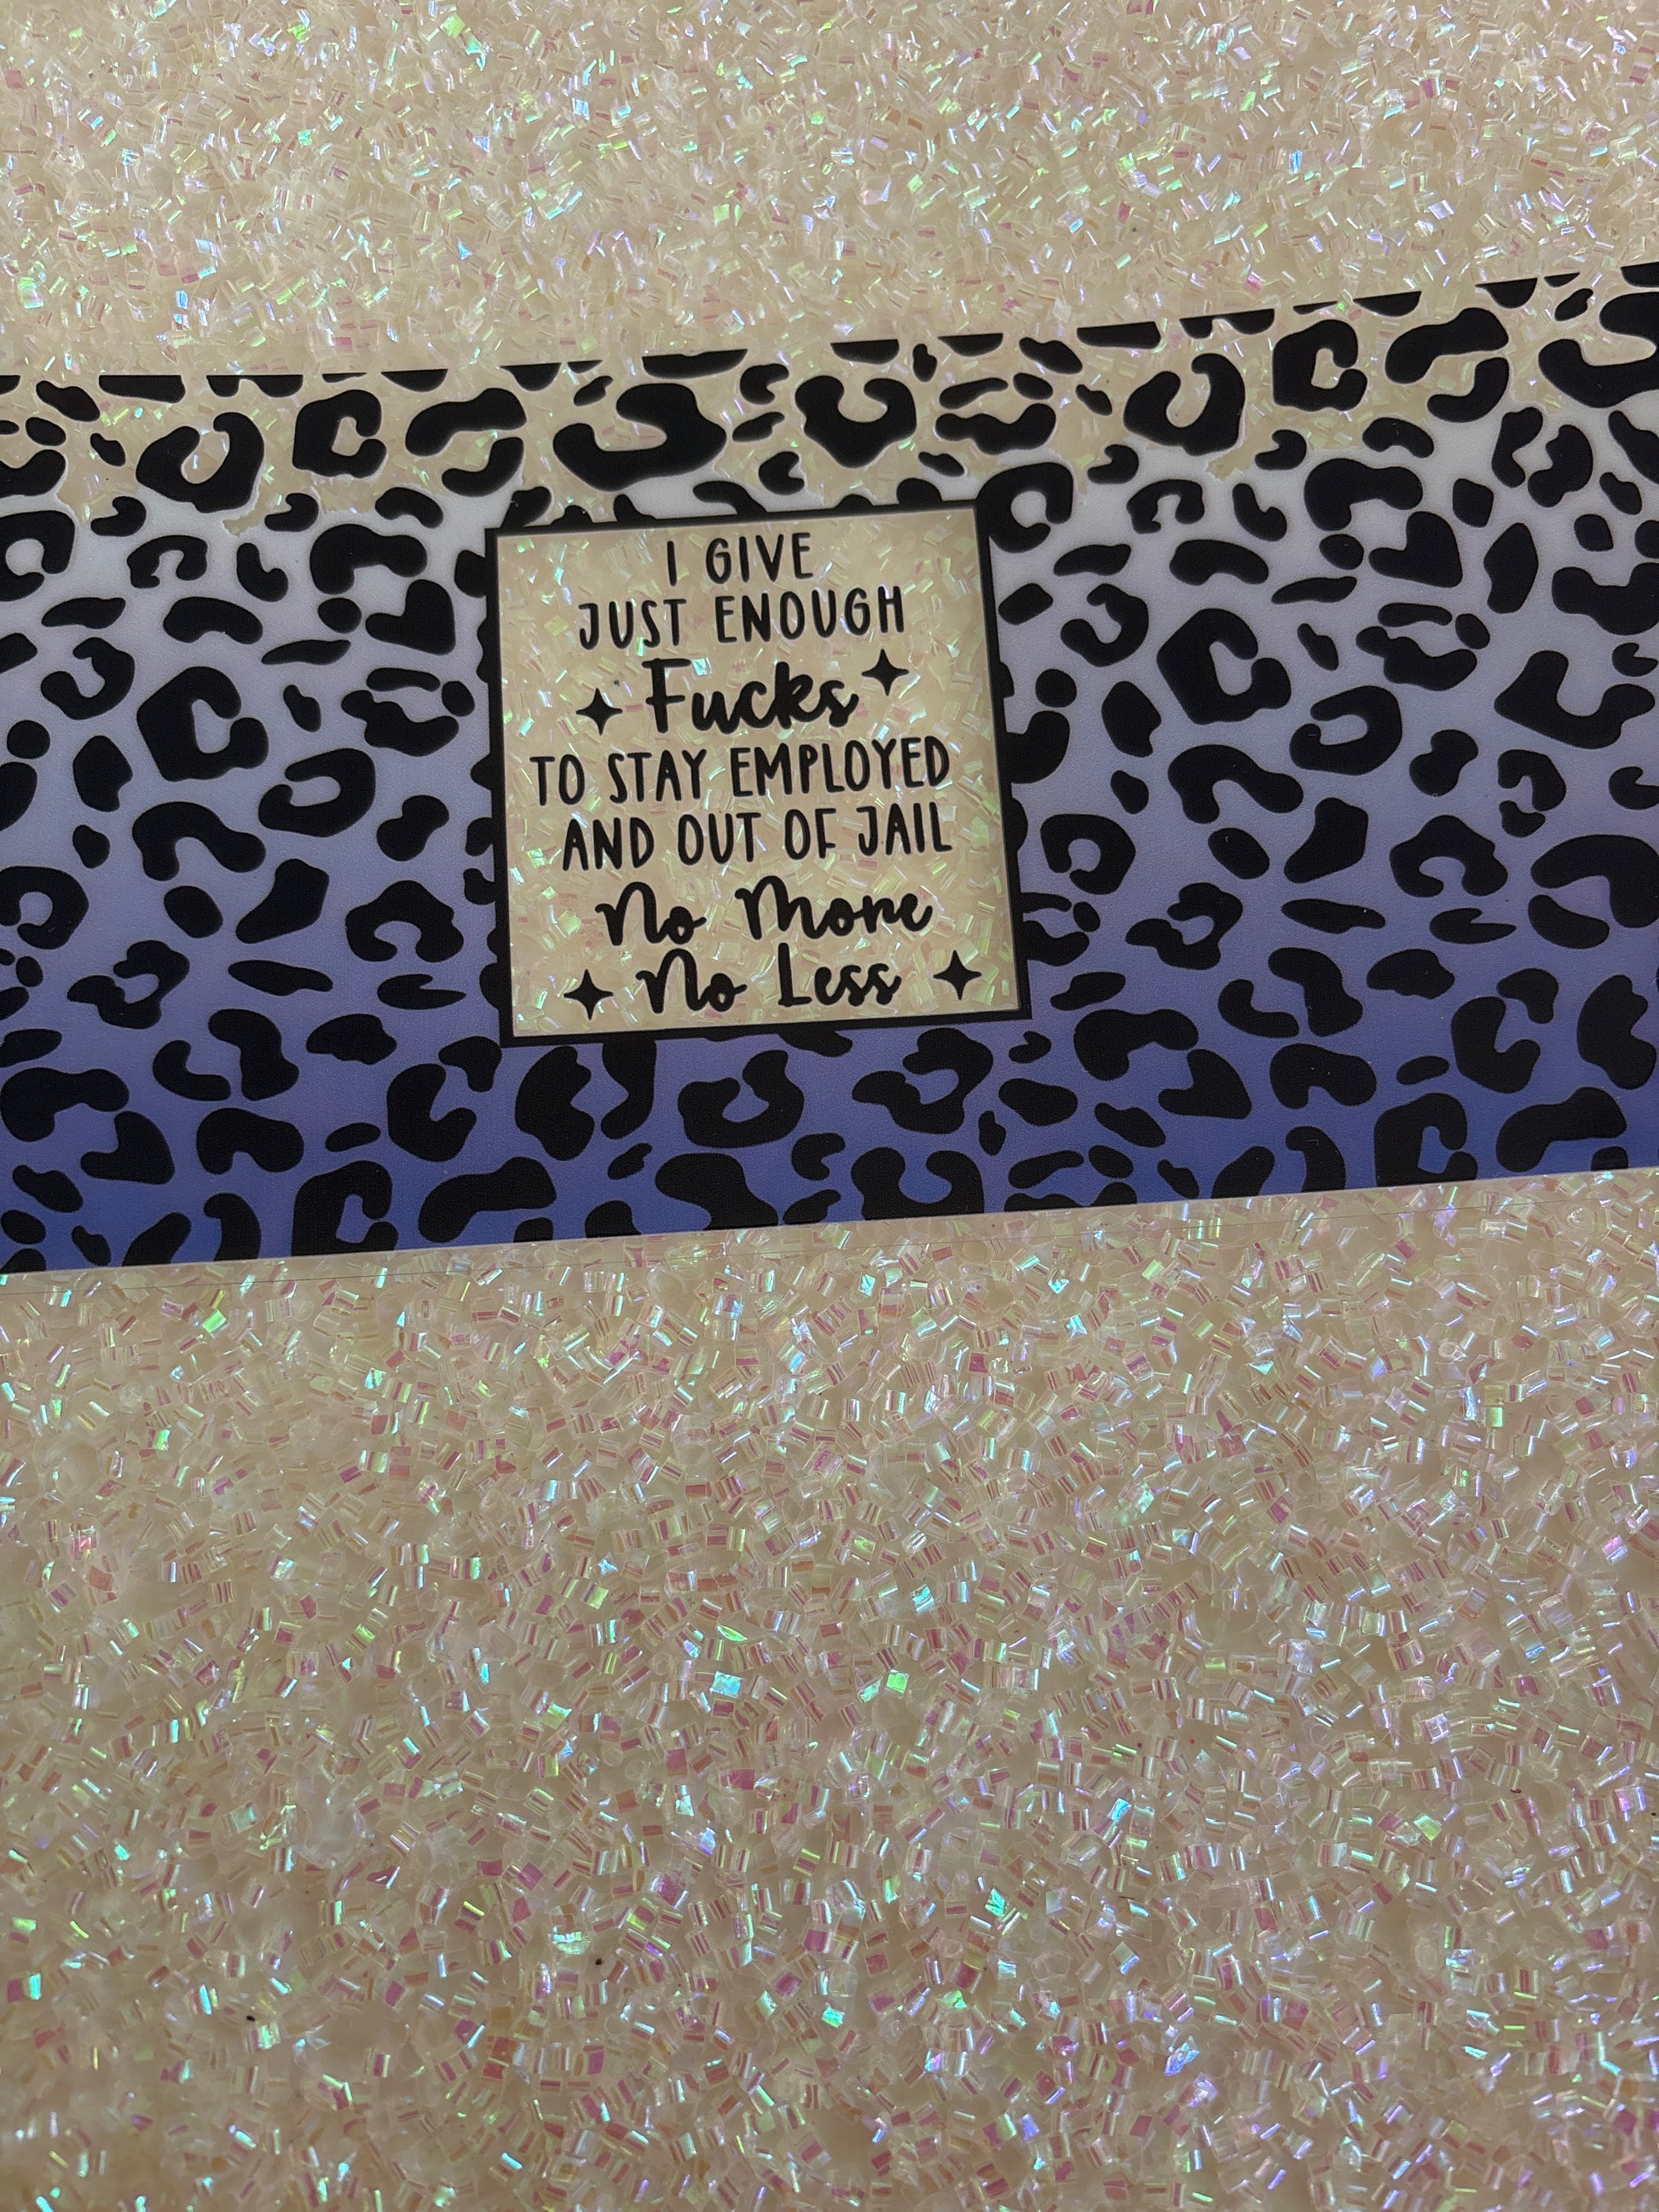 I GIVE
JUST ENOUGH
Fucks
TO STAY EMPLOYED
AND OUT OF JAIL
No More
No Less